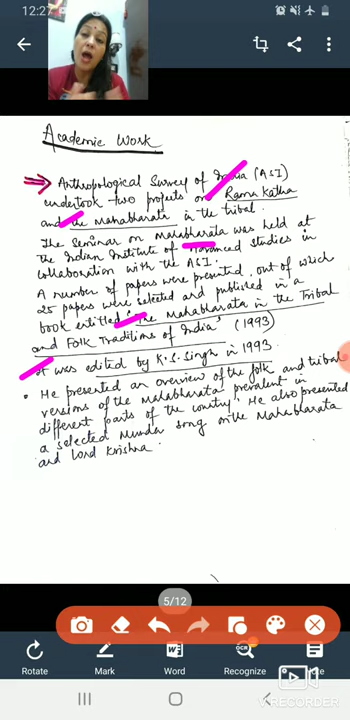 12:27
Academic Work
Anthropological Survey of India (ASI)
undertook two projects on Ramkatha
and the Mahabharata in the tribal.
The Seminar on Mahabharata was held at
the Indian Institute of Advanced Studies in
collaboration with the ASI.
A number of papers were presented, out of which
25 papers were selected and published in a
book entitled "The Mahabharata in the Tribal
and Folk Traditions of India" (1993)
It was edited by K.S. Singh in 1993.
• He presented an overview of the folk and tribal
versions of the Mahabharata prevalent in
different parts of the country. He also presented
a selected Munda song on the Mahabharata
and Lord Krishna.
5/12
OCR
Rotate Mark Word Recognize
VIRECORDER